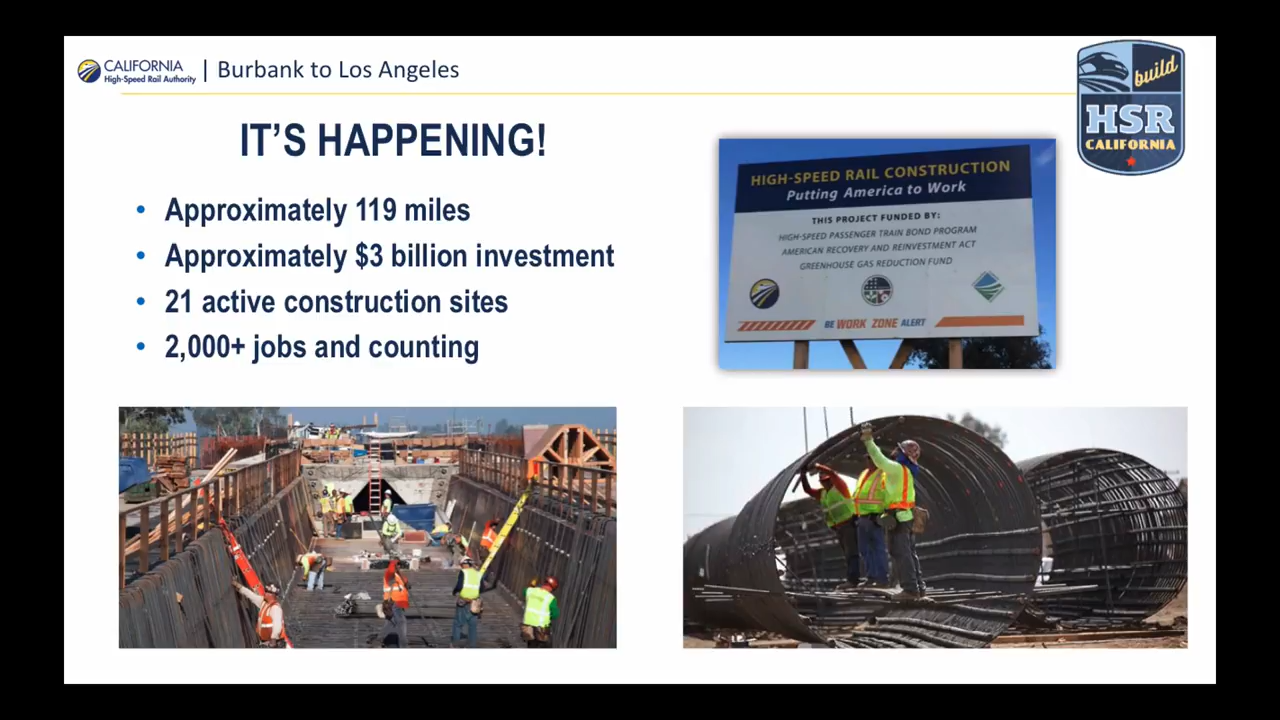 CALIFORNIA
High-Speed Rail Authority
| Burbank to Los Angeles
build
HSR
CALIFORNIA
IT'S HAPPENING!
• Approximately 119 miles
• Approximately $3 billion investment
• 21 active construction sites
• 2,000+ jobs and counting
HIGH-SPEED RAIL CONSTRUCTION
Putting America to Work
THIS PROJECT FUNDED BY:
HIGH-SPEED PASSENGER TRAIN BOND PROGRAM
AMERICAN RECOVERY AND REINVESTMENT ACT
GREENHOUSE GAS REDUCTION FUND
BE WORK ZONE ALERT